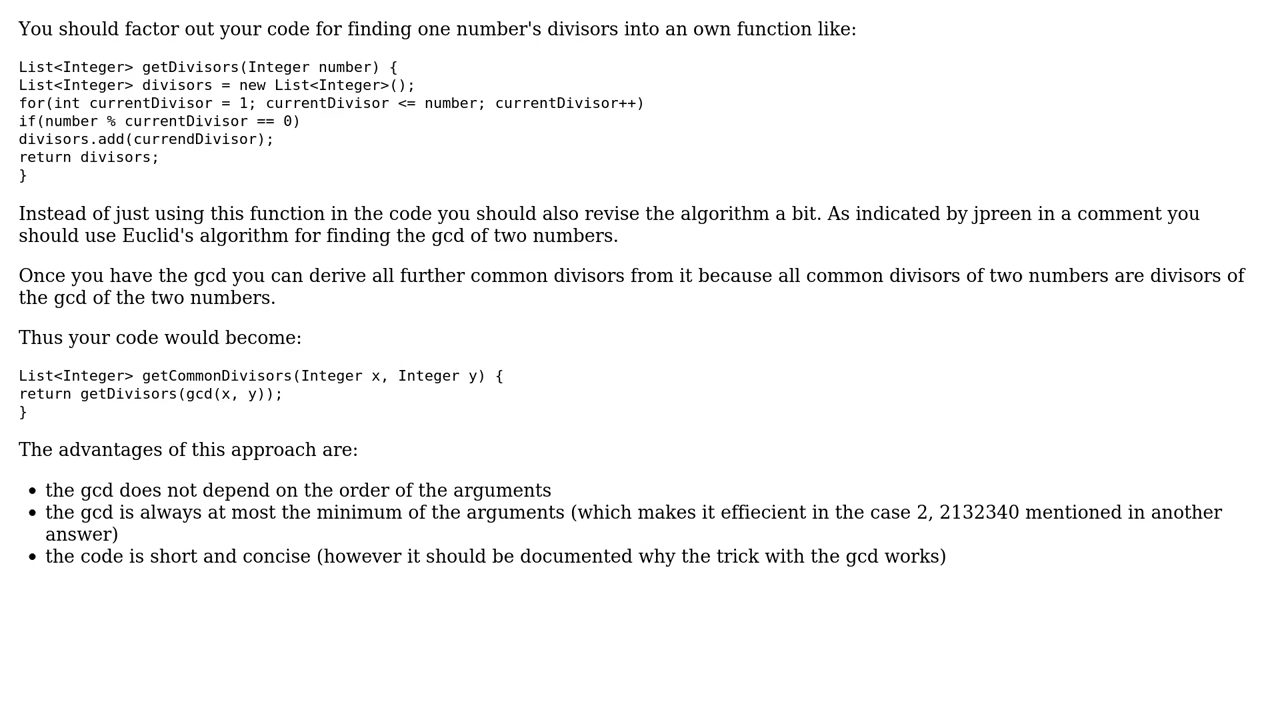 You should factor out your code for finding one number's divisors into an own function like:
List<Integer> getDivisors(Integer number) {
List<Integer> divisors = new List<Integer>();
for(int currentDivisor = 1; currentDivisor <= number; currentDivisor++)
if(number % currentDivisor == 0)
divisors.add(currendDivisor);
return divisors;
}
Instead of just using this function in the code you should also revise the algorithm a bit. As indicated by jpreen in a comment you
should use Euclid's algorithm for finding the gcd of two numbers.
Once you have the gcd you can derive all further common divisors from it because all common divisors of two numbers are divisors of
the gcd of the two numbers.
Thus your code would become:
List<Integer> getCommonDivisors(Integer x, Integer y) {
return getDivisors(gcd(x, y));
}
The advantages of this approach are:
• the gcd does not depend on the order of the arguments
• the gcd is always at most the minimum of the arguments (which makes it effiecient in the case 2, 2132340 mentioned in another
answer)
• the code is short and concise (however it should be documented why the trick with the gcd works)